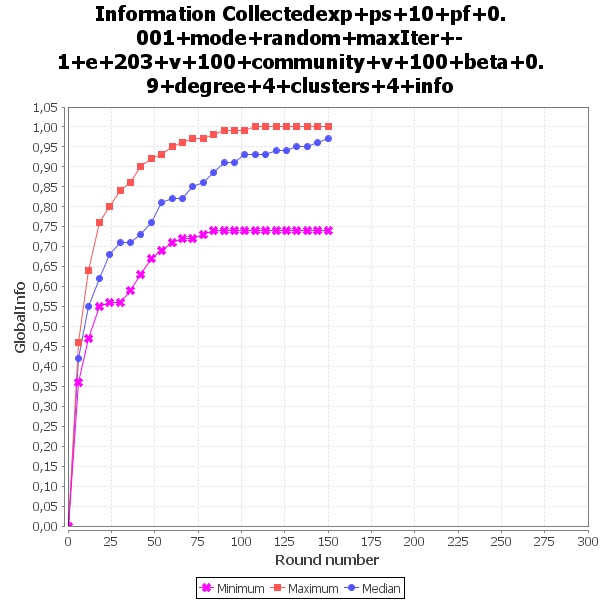 Information Collectedexp+ps+10+pf+0.
001+mode+random+maxIter+-
1+e+203+v+100+community+v+100+beta+0.
9+degree+4+clusters+4+info
1,05
1,00
0,95
0,90
0,85
0,80
0,75
0,70
0,65
0,60
0,55
0,50
0,45
0,40
0,35
0,30
0,25
0,20
0,15
0,10
0,05
0,00
GlobalInfo
0 25 50 75 100 125 150 175 200 225 250 275 300
Round number
Minimum Maximum Median